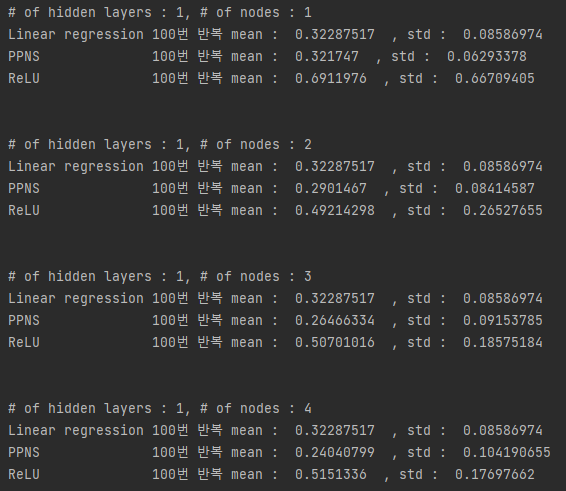 # of hidden layers : 1, # of nodes : 1
Linear regression 100번 반복 mean :  0.32287517  , std :  0.08586974
PPNS              100번 반복 mean :  0.321747  , std :  0.06293378
ReLU              100번 반복 mean :  0.6911976  , std :  0.66709405
# of hidden layers : 1, # of nodes : 2
Linear regression 100번 반복 mean :  0.32287517  , std :  0.08586974
PPNS              100번 반복 mean :  0.2901467  , std :  0.08414587
ReLU              100번 반복 mean :  0.49214298  , std :  0.26527655
# of hidden layers : 1, # of nodes : 3
Linear regression 100번 반복 mean :  0.32287517  , std :  0.08586974
PPNS              100번 반복 mean :  0.26466334  , std :  0.09153785
ReLU              100번 반복 mean :  0.50701016  , std :  0.18575184
# of hidden layers : 1, # of nodes : 4
Linear regression 100번 반복 mean :  0.32287517  , std :  0.08586974
PPNS              100번 반복 mean :  0.24040799  , std :  0.104190655
ReLU              100번 반복 mean :  0.5151336  , std :  0.17697662